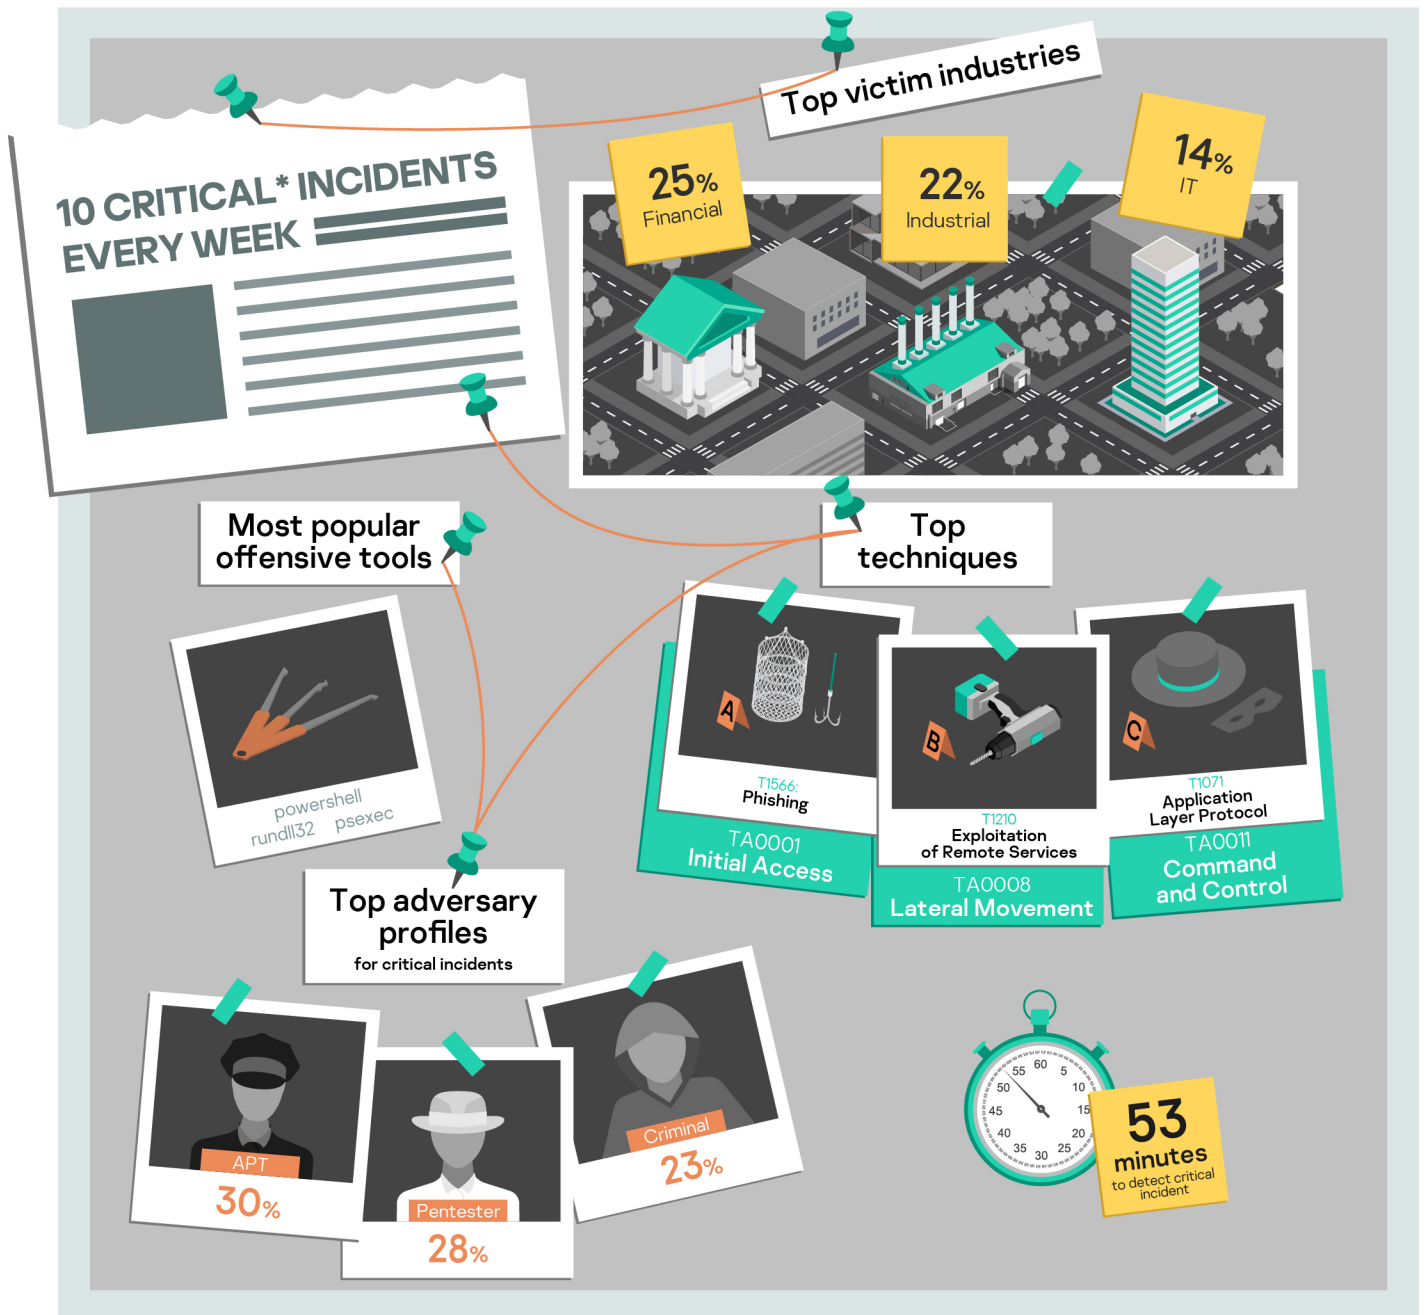 Top victim industries
10 CRITICAL* INCIDENTS
EVERY WEEK
25%
Financial
22%
Industrial
14%
IT
Most popular
offensive tools
powershell
rundll32 psexec
Top
techniques
A
T1566:
Phishing
TA0001
Initial Access
B
T1210
Exploitation
of Remote Services
TA0008
Lateral Movement
C
T1071
Application
Layer Protocol
TA0011
Command
and Control
Top adversary
profiles
for critical incidents
APT
30%
Pentester
28%
Criminal
23%
60
5
10
15
20
25
30
35
40
45
50
55
53
minutes
to detect critical
incident